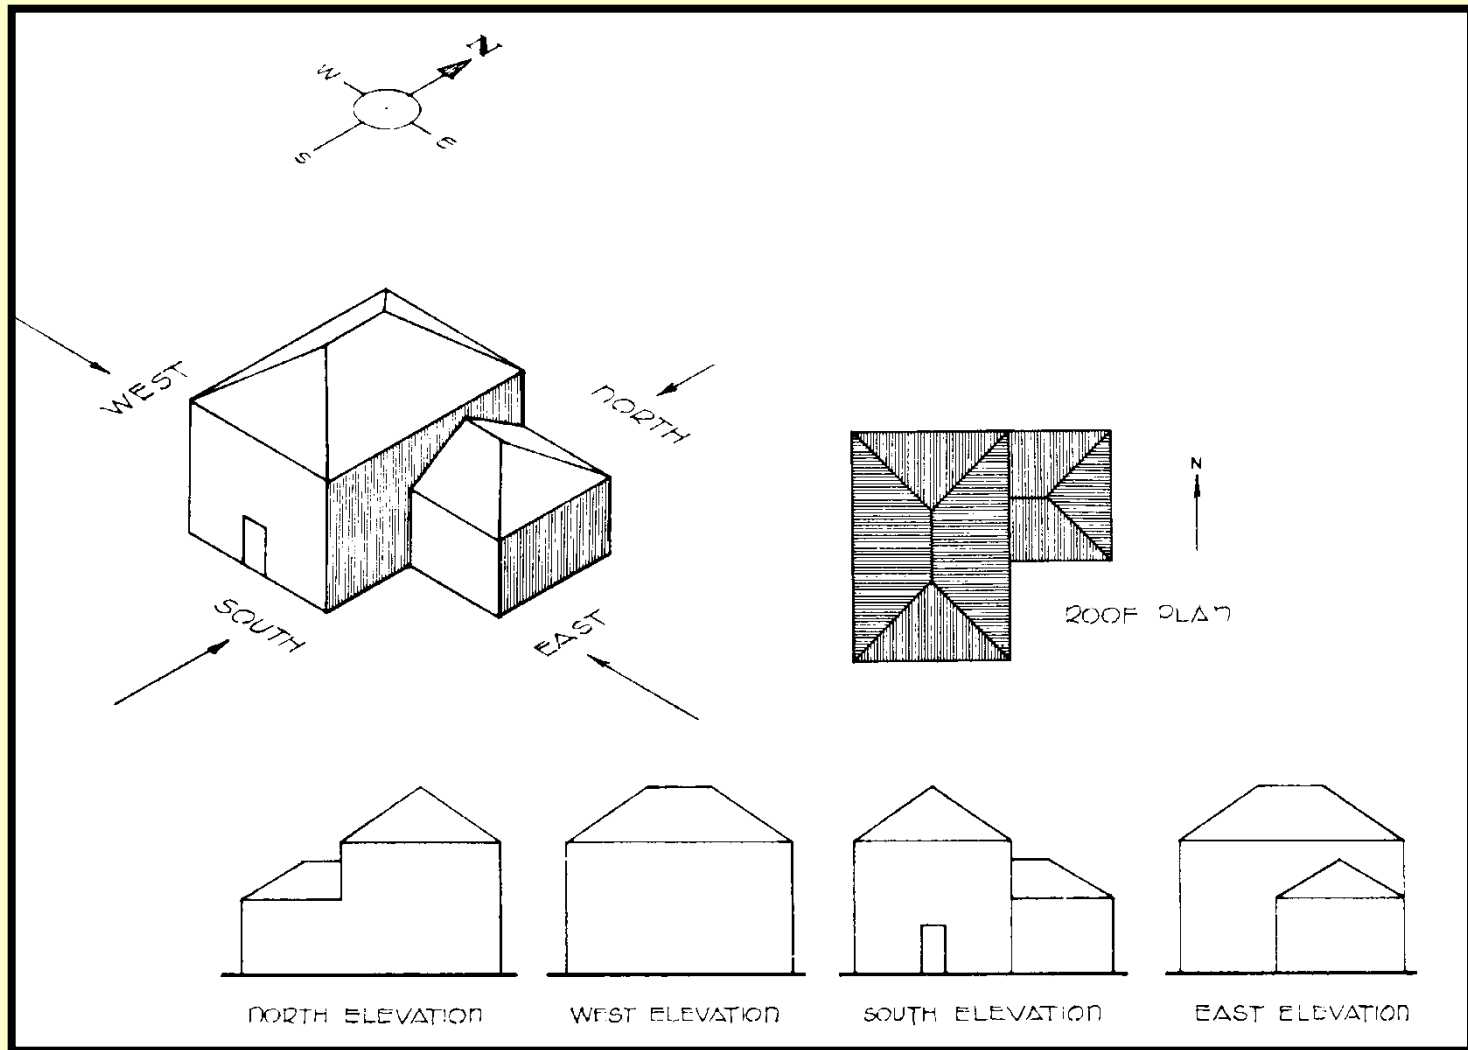 N
W
E
S
WEST
NORTH
SOUTH
EAST
N
ROOF PLAN
NORTH ELEVATION
WEST ELEVATION
SOUTH ELEVATION
EAST ELEVATION